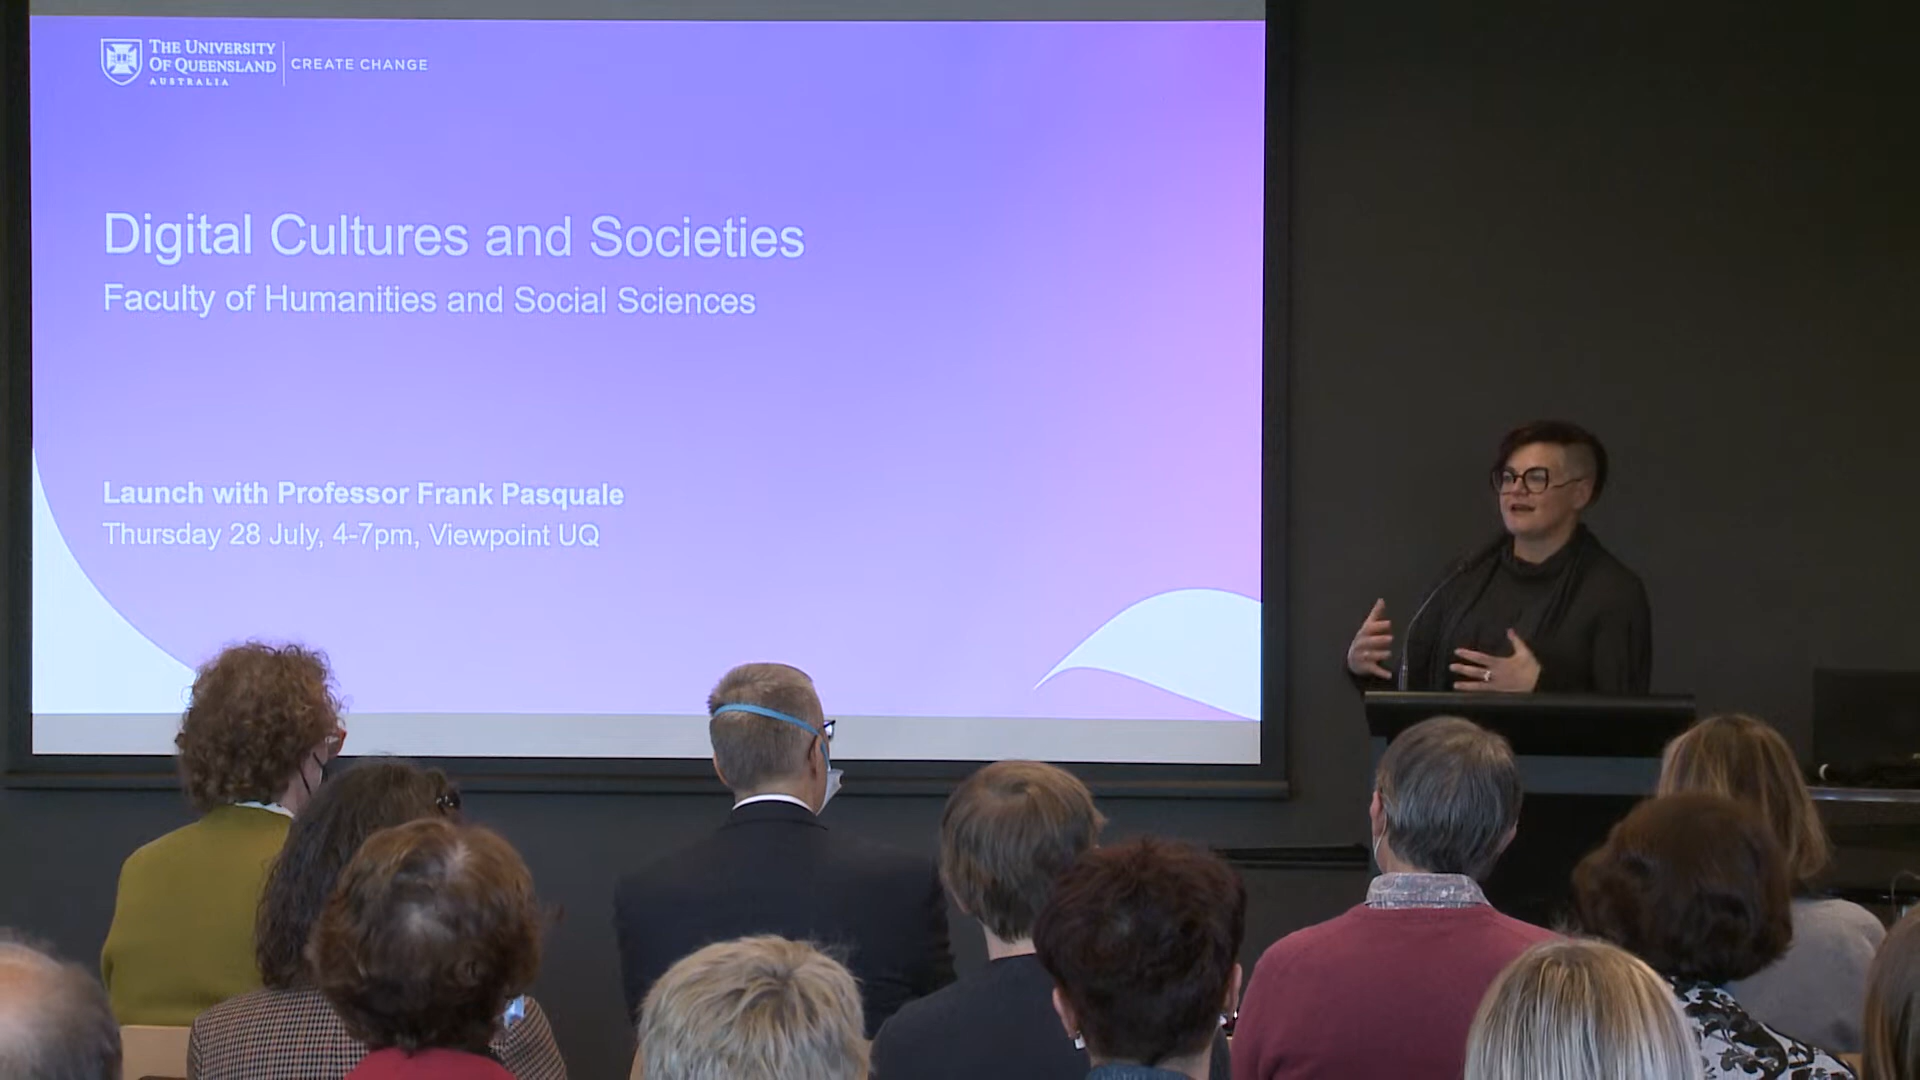 THE UNIVERSITY
OF QUEENSLAND
AUSTRALIA
CREATE CHANGE
Digital Cultures and Societies
Faculty of Humanities and Social Sciences
Launch with Professor Frank Pasquale
Thursday 28 July, 4-7pm, Viewpoint UQ